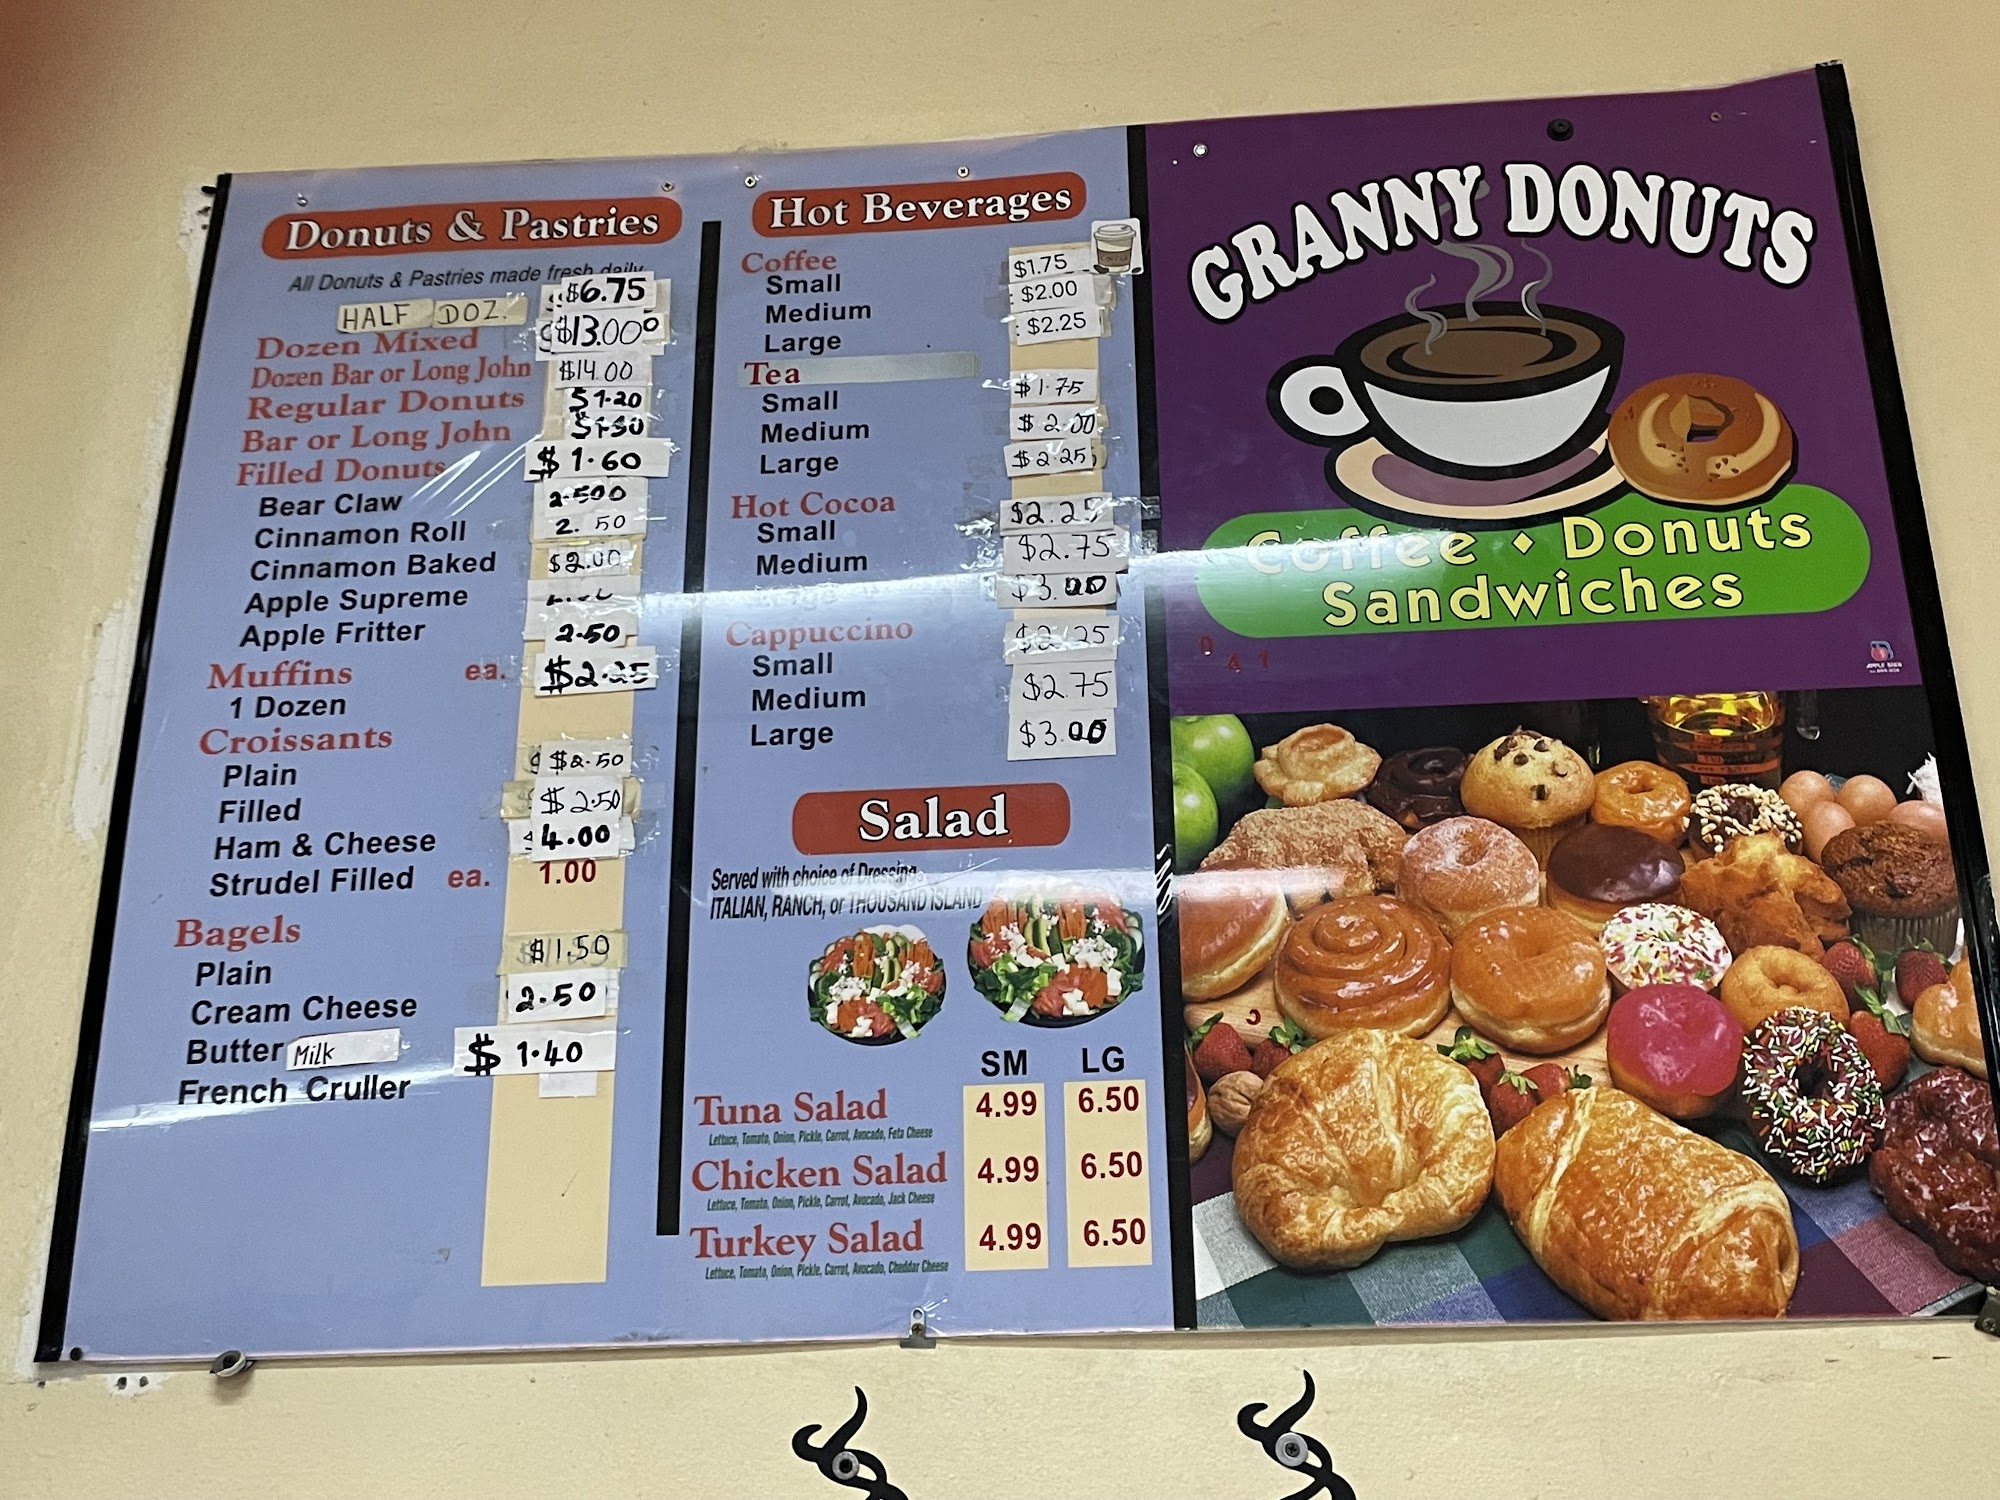 Donuts & Pastries
All Donuts & Pastries made fresh daily
HALF DOZ. $6.75
Dozen Mixed $13.00
Dozen Bar or Long John $14.00
Regular Donuts $1.20
Bar or Long John
Filled Donuts $1.60
Bear Claw 2.50
Cinnamon Roll 2.50
Cinnamon Baked $2.00
Apple Supreme
Apple Fritter 2.50
Muffins ea. $2.25
1 Dozen
Croissants
Plain $2.50
Filled $2.50
Ham & Cheese 4.00
Strudel Filled ea. 1.00
Bagels
Plain $1.50
Cream Cheese 2.50
Butter Milk $1.40
French Cruller
Hot Beverages
Coffee
Small $1.75
Medium $2.00
Large $2.25
Tea
Small $1.75
Medium $2.00
Large $2.25
Hot Cocoa
Small $2.25
Medium $2.75
$3.00
Cappuccino
Small $2.25
Medium $2.75
Large $3.00
Salad
Served with choice of Dressing
ITALIAN, RANCH, or THOUSAND ISLAND
SM LG
Tuna Salad 4.99 6.50
Lettuce, Tomato, Onion, Pickle, Carrot, Avocado, Feta Cheese
Chicken Salad 4.99 6.50
Lettuce, Tomato, Onion, Pickle, Carrot, Avocado, Jack Cheese
Turkey Salad 4.99 6.50
Lettuce, Tomato, Onion, Pickle, Carrot, Avocado, Cheddar Cheese
GRANNY DONUTS
Coffee • Donuts
Sandwiches